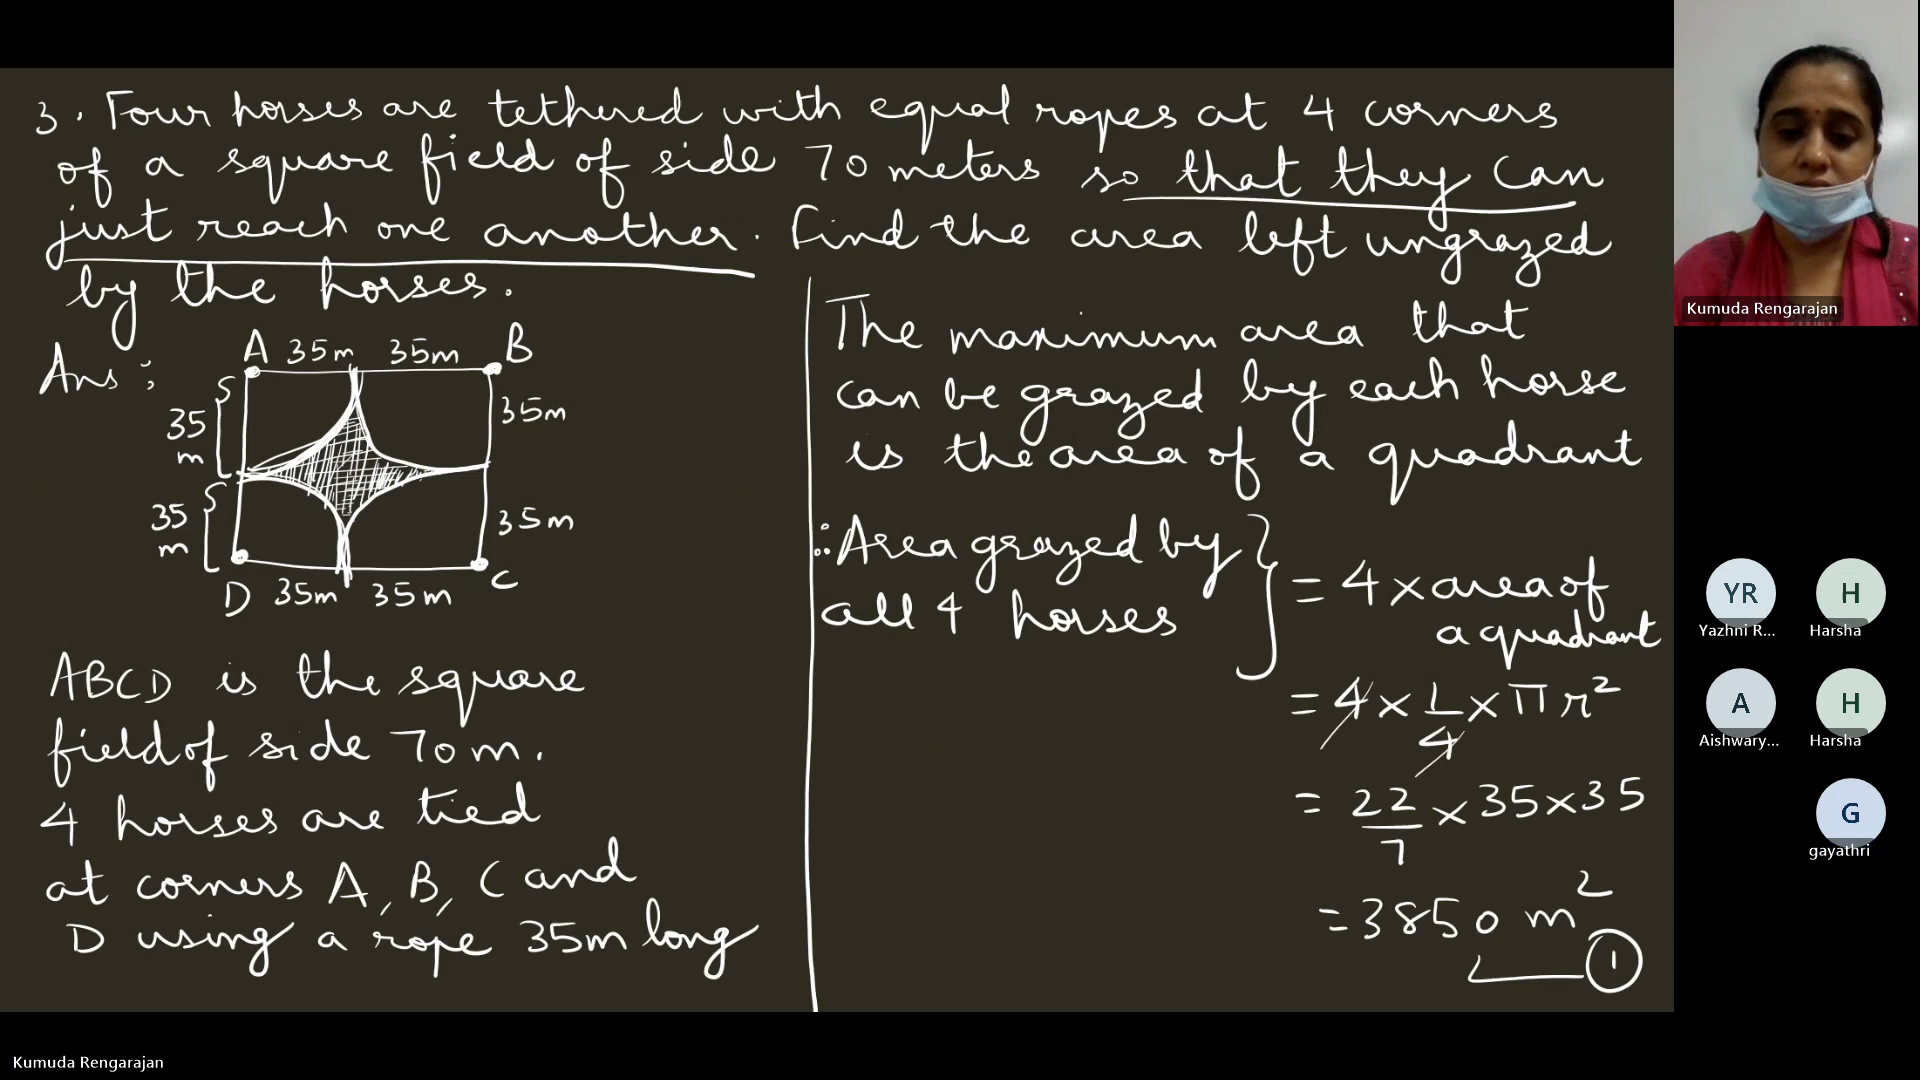 3. Four horses are tethered with equal ropes at 4 corners
of a square field of side 70 meters so that they can
just reach one another. Find the area left ungrazed
by the horses.
Ans :
A 35m 35m B
35
m
35m
35
m
35m
D 35m 35m C
ABCD is the square
field of side 70 m.
4 horses are tied
at corners A, B, C and
D using a rope 35m long
The maximum area that
can be grazed by each horse
is the area of a quadrant
∴ Area grazed by
all 4 horses } = 4 × area of
a quadrant
= 4 × 1/4 × π r²
= 22/7 × 35 × 35
= 3850 m²
1
Kumuda Rengarajan
YR
Yazhni R...
H
Harsha
A
Aishwary...
H
Harsha
G
gayathri
Kumuda Rengarajan